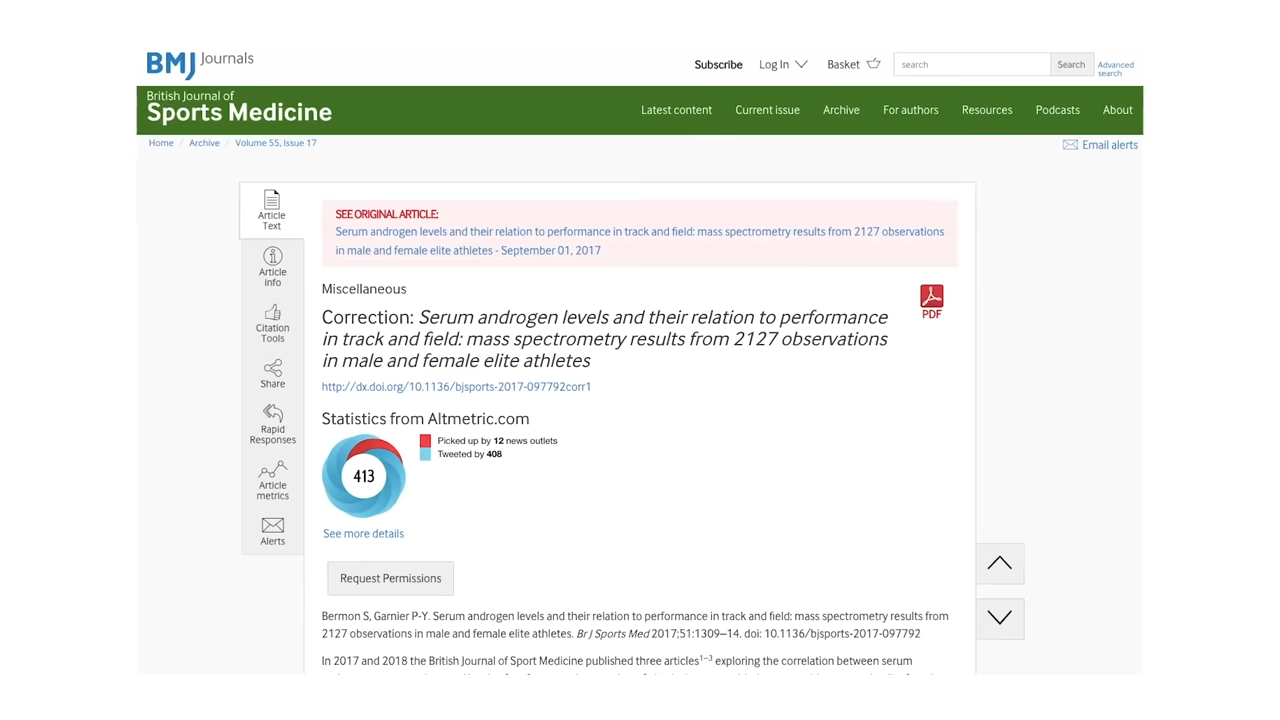 BMJ Journals
Subscribe
Log In
Basket
search
Search
Advanced search
British Journal of
Sports Medicine
Latest content
Current issue
Archive
For authors
Resources
Podcasts
About
Home / Archive / Volume 55, Issue 17
Email alerts
Article
Text
Article
info
Citation
Tools
Share
Rapid
Responses
Article
metrics
Alerts
SEE ORIGINAL ARTICLE:
Serum androgen levels and their relation to performance in track and field: mass spectrometry results from 2127 observations
in male and female elite athletes - September 01, 2017
Miscellaneous
PDF
Correction: Serum androgen levels and their relation to performance
in track and field: mass spectrometry results from 2127 observations
in male and female elite athletes
http://dx.doi.org/10.1136/bjsports-2017-097792corr1
Statistics from Altmetric.com
413
Picked up by 12 news outlets
Tweeted by 408
See more details
Request Permissions
Bermon S, Garnier P-Y. Serum androgen levels and their relation to performance in track and field: mass spectrometry results from
2127 observations in male and female elite athletes. Br J Sports Med 2017;51:1309–14. doi: 10.1136/bjsports-2017-097792
In 2017 and 2018 the British Journal of Sport Medicine published three articles1–3 exploring the correlation between serum